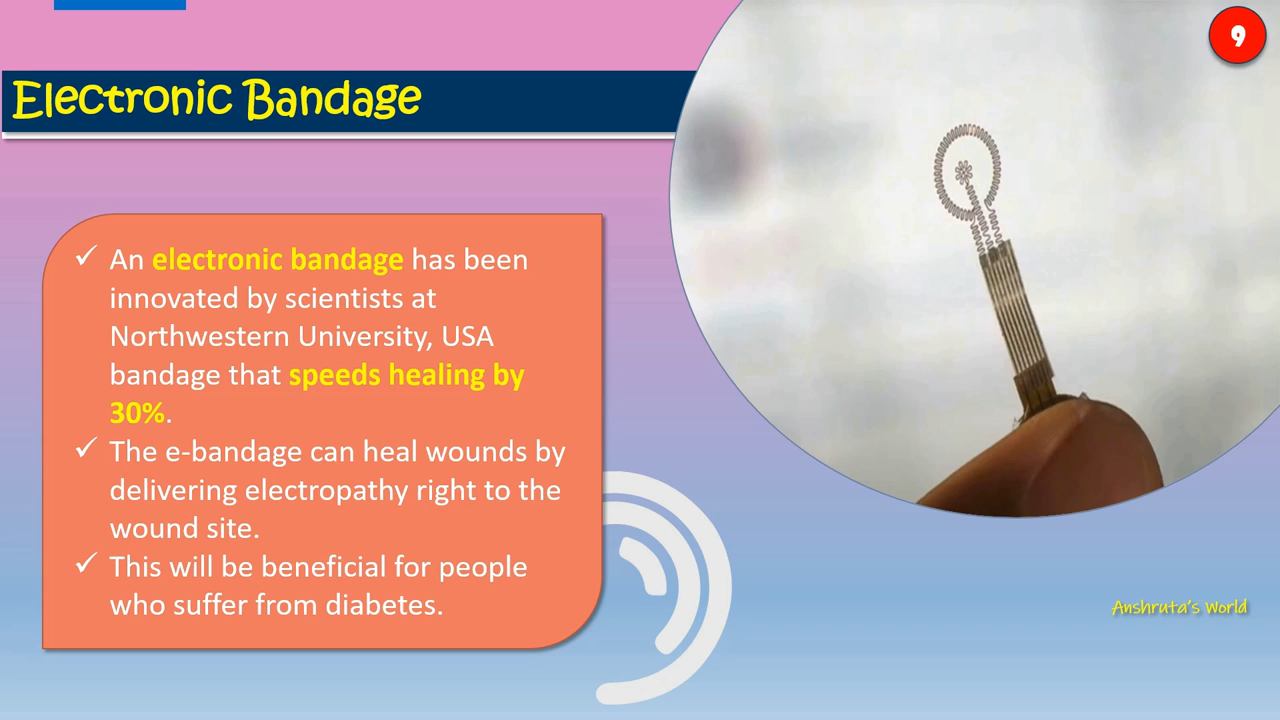 9
Electronic Bandage
✓ An electronic bandage has been
innovated by scientists at
Northwestern University, USA
bandage that speeds healing by
30%.
✓ The e-bandage can heal wounds by
delivering electropathy right to the
wound site.
✓ This will be beneficial for people
who suffer from diabetes.
Anshruta's World